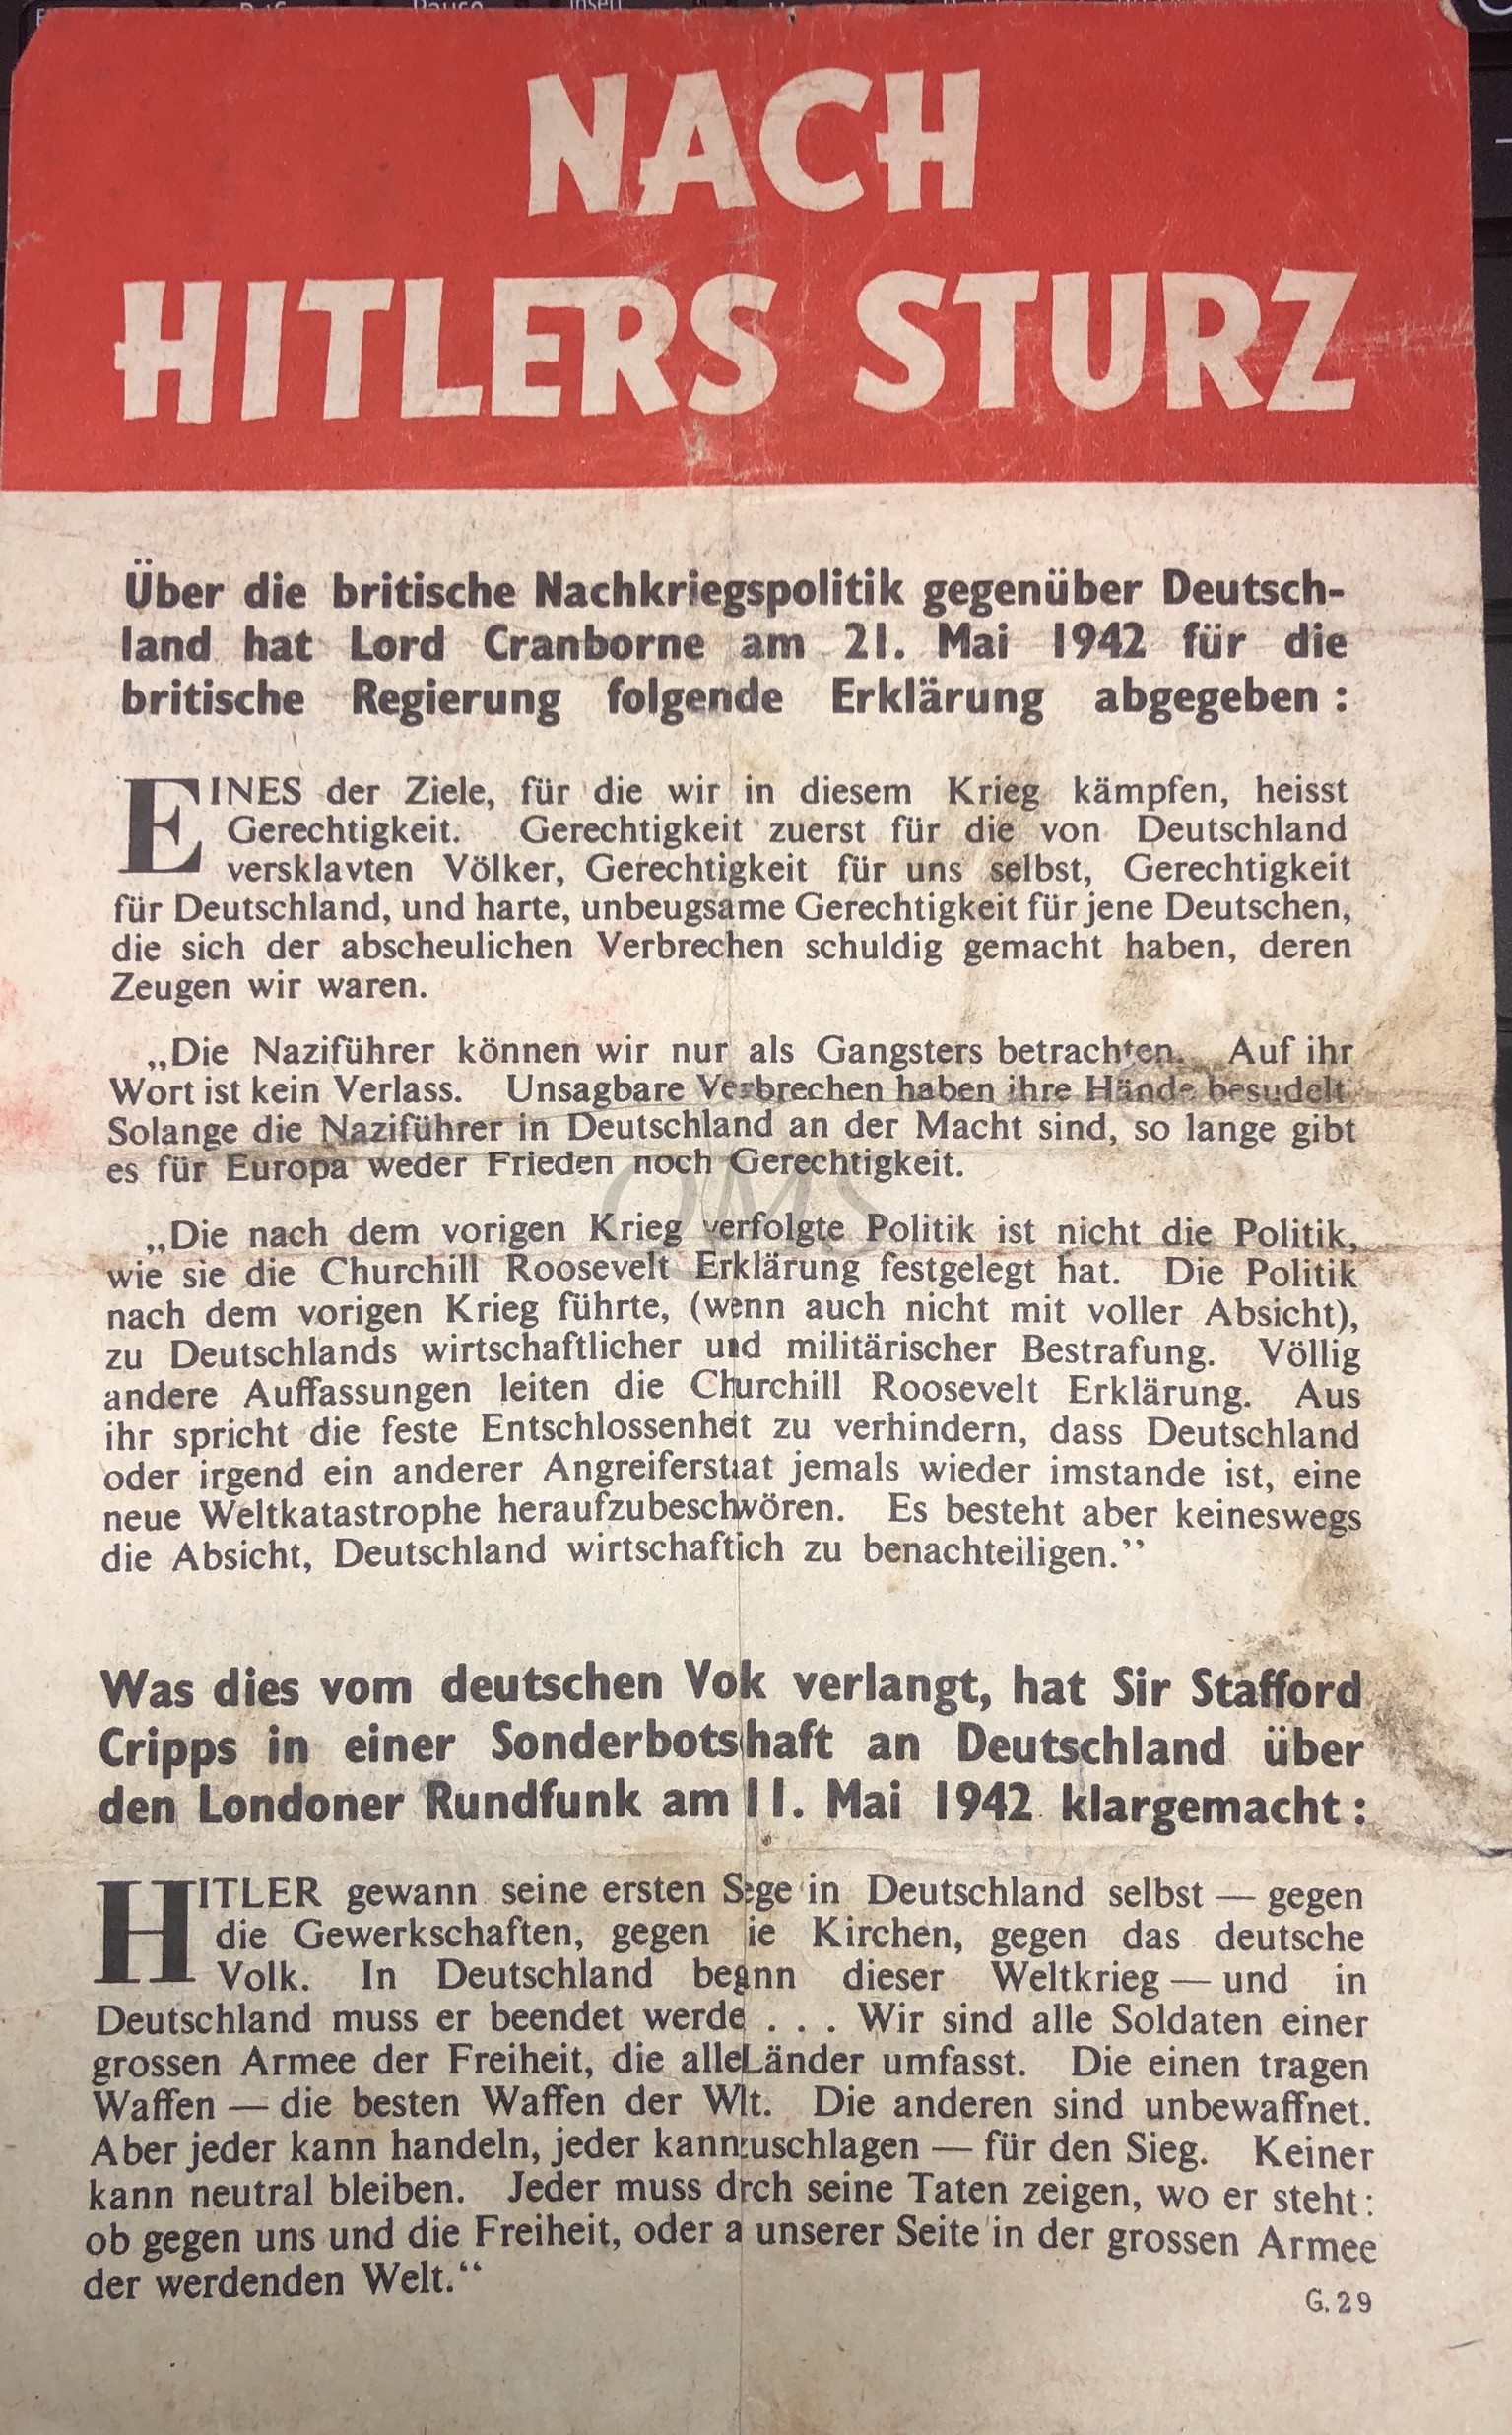 NACH
HITLERS STURZ
Über die britische Nachkriegspolitik gegenüber Deutsch-
land hat Lord Cranborne am 21. Mai 1942 für die
britische Regierung folgende Erklärung abgegeben :
EINES der Ziele, für die wir in diesem Krieg kämpfen, heisst
Gerechtigkeit. Gerechtigkeit zuerst für die von Deutschland
versklavten Völker, Gerechtigkeit für uns selbst, Gerechtigkeit
für Deutschland, und harte, unbeugsame Gerechtigkeit für jene Deutschen,
die sich der abscheulichen Verbrechen schuldig gemacht haben, deren
Zeugen wir waren.
„Die Naziführer können wir nur als Gangsters betrachten. Auf ihr
Wort ist kein Verlass. Unsagbare Verbrechen haben ihre Hände besudelt
Solange die Naziführer in Deutschland an der Macht sind, so lange gibt
es für Europa weder Frieden noch Gerechtigkeit.
OMS
„Die nach dem vorigen Krieg verfolgte Politik ist nicht die Politik,
wie sie die Churchill Roosevelt Erklärung festgelegt hat. Die Politik
nach dem vorigen Krieg führte, (wenn auch nicht mit voller Absicht),
zu Deutschlands wirtschaftlicher und militärischer Bestrafung. Völlig
andere Auffassungen leiten die Churchill Roosevelt Erklärung. Aus
ihr spricht die feste Entschlossenhet zu verhindern, dass Deutschland
oder irgend ein anderer Angreiferstaat jemals wieder imstande ist, eine
neue Weltkatastrophe heraufzubeschwören. Es besteht aber keineswegs
die Absicht, Deutschland wirtschaftich zu benachteiligen.”
Was dies vom deutschen Vok verlangt, hat Sir Stafford
Cripps in einer Sonderbotshaft an Deutschland über
den Londoner Rundfunk am 11. Mai 1942 klargemacht :
HITLER gewann seine ersten Sege in Deutschland selbst — gegen
die Gewerkschaften, gegen ie Kirchen, gegen das deutsche
Volk. In Deutschland begann dieser Weltkrieg — und in
Deutschland muss er beendet werde . . . Wir sind alle Soldaten einer
grossen Armee der Freiheit, die alle Länder umfasst. Die einen tragen
Waffen — die besten Waffen der Wlt. Die anderen sind unbewaffnet.
Aber jeder kann handeln, jeder kann zuschlagen — für den Sieg. Keiner
kann neutral bleiben. Jeder muss drch seine Taten zeigen, wo er steht :
ob gegen uns und die Freiheit, oder a unserer Seite in der grossen Armee
der werdenden Welt.“
G.29